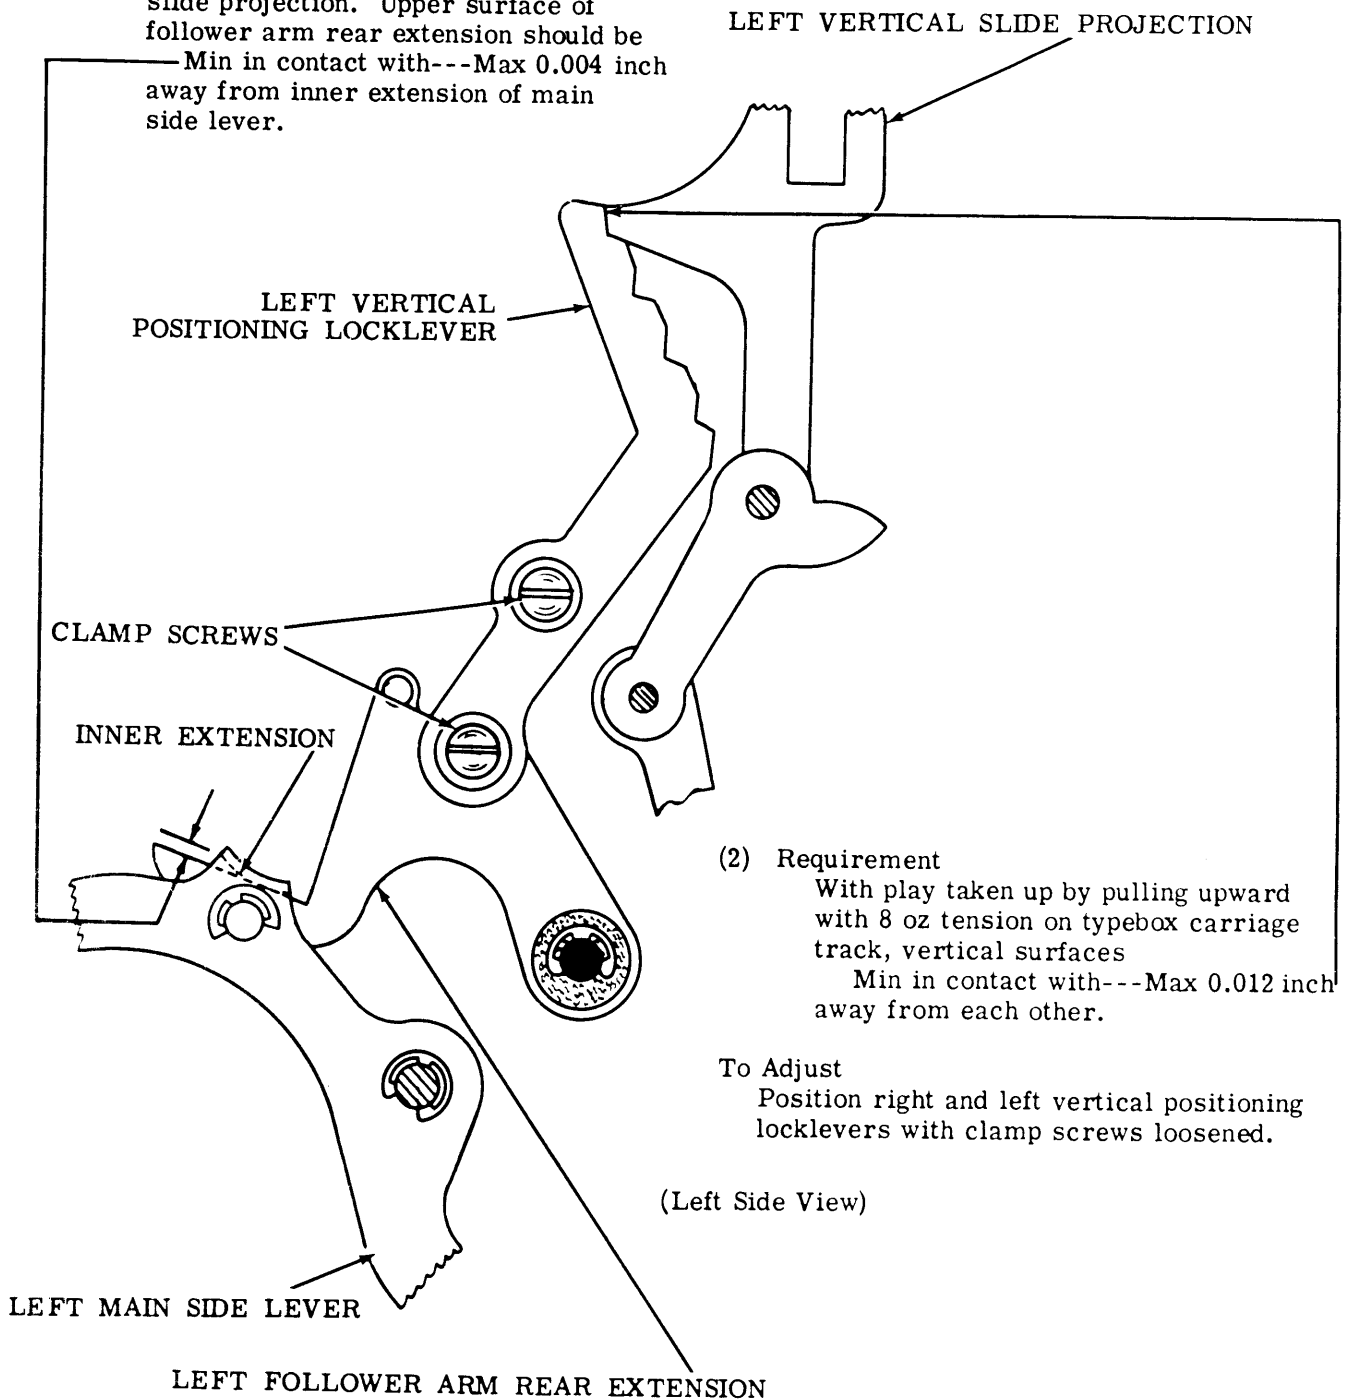 slide projection. Upper surface of
follower arm rear extension should be
Min in contact with---Max 0.004 inch
away from inner extension of main
side lever.
LEFT VERTICAL SLIDE PROJECTION
LEFT VERTICAL
POSITIONING LOCKLEVER
CLAMP SCREWS
INNER EXTENSION
(2) Requirement
With play taken up by pulling upward
with 8 oz tension on typebox carriage
track, vertical surfaces
Min in contact with---Max 0.012 inch
away from each other.
To Adjust
Position right and left vertical positioning
locklevers with clamp screws loosened.
(Left Side View)
LEFT MAIN SIDE LEVER
LEFT FOLLOWER ARM REAR EXTENSION